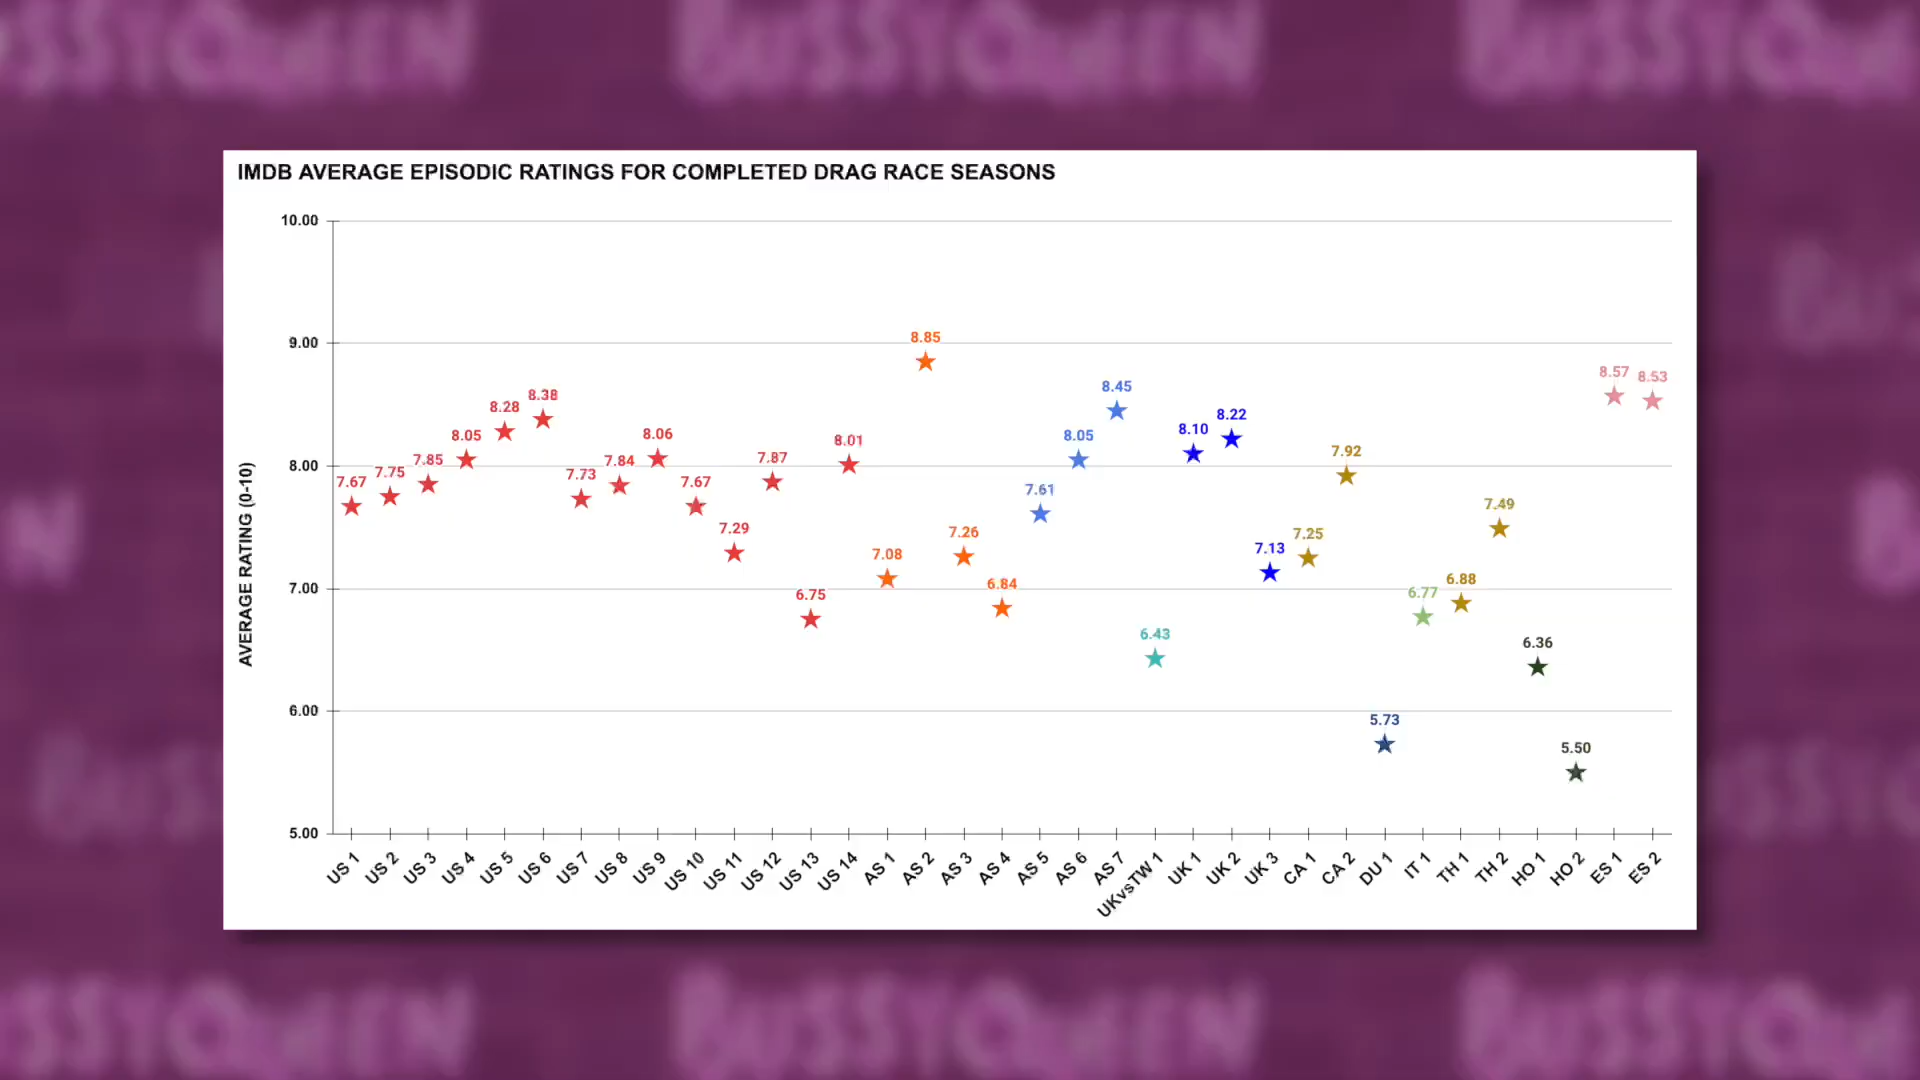 BUSSYQUEEN
IMDB AVERAGE EPISODIC RATINGS FOR COMPLETED DRAG RACE SEASONS
AVERAGE RATING (0-10)
10.00
9.00
8.00
7.00
6.00
5.00
7.67
7.75
7.85
8.05
8.28
8.38
7.73
7.84
8.06
7.67
7.29
7.87
6.75
8.01
7.08
8.85
7.26
6.84
7.61
8.05
8.45
6.43
8.10
8.22
7.13
7.25
7.92
5.73
6.77
6.88
7.49
6.36
5.50
8.57
8.53
US 1
US 2
US 3
US 4
US 5
US 6
US 7
US 8
US 9
US 10
US 11
US 12
US 13
US 14
AS 1
AS 2
AS 3
AS 4
AS 5
AS 6
AS 7
UKvsTW 1
UK 1
UK 2
UK 3
CA 1
CA 2
DU 1
IT 1
TH 1
TH 2
HO 1
HO 2
ES 1
ES 2
BUSSYQUEEN